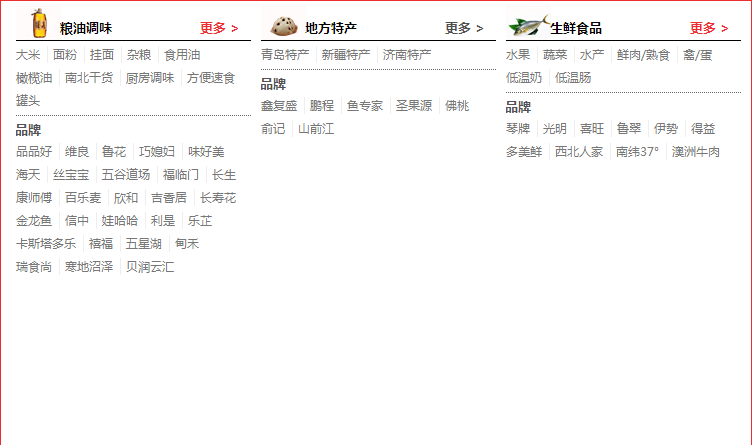 粮油调味 更多 >
大米 面粉 挂面 杂粮 食用油
橄榄油 南北干货 厨房调味 方便速食
罐头
品牌
品品好 维良 鲁花 巧媳妇 味好美
海天 丝宝宝 五谷道场 福临门 长生
康师傅 百乐麦 欣和 吉香居 长寿花
金龙鱼 信中 娃哈哈 利是 乐芷
卡斯塔多乐 禧福 五星湖 甸禾
瑞食尚 寒地沼泽 贝润云汇
地方特产 更多 >
青岛特产 新疆特产 济南特产
品牌
鑫复盛 鹏程 鱼专家 圣果源 佛桃
俞记 山前江
生鲜食品 更多 >
水果 蔬菜 水产 鲜肉/熟食 禽/蛋
低温奶 低温肠
品牌
琴牌 光明 喜旺 鲁翠 伊势 得益
多美鲜 西北人家 南纬37° 澳洲牛肉